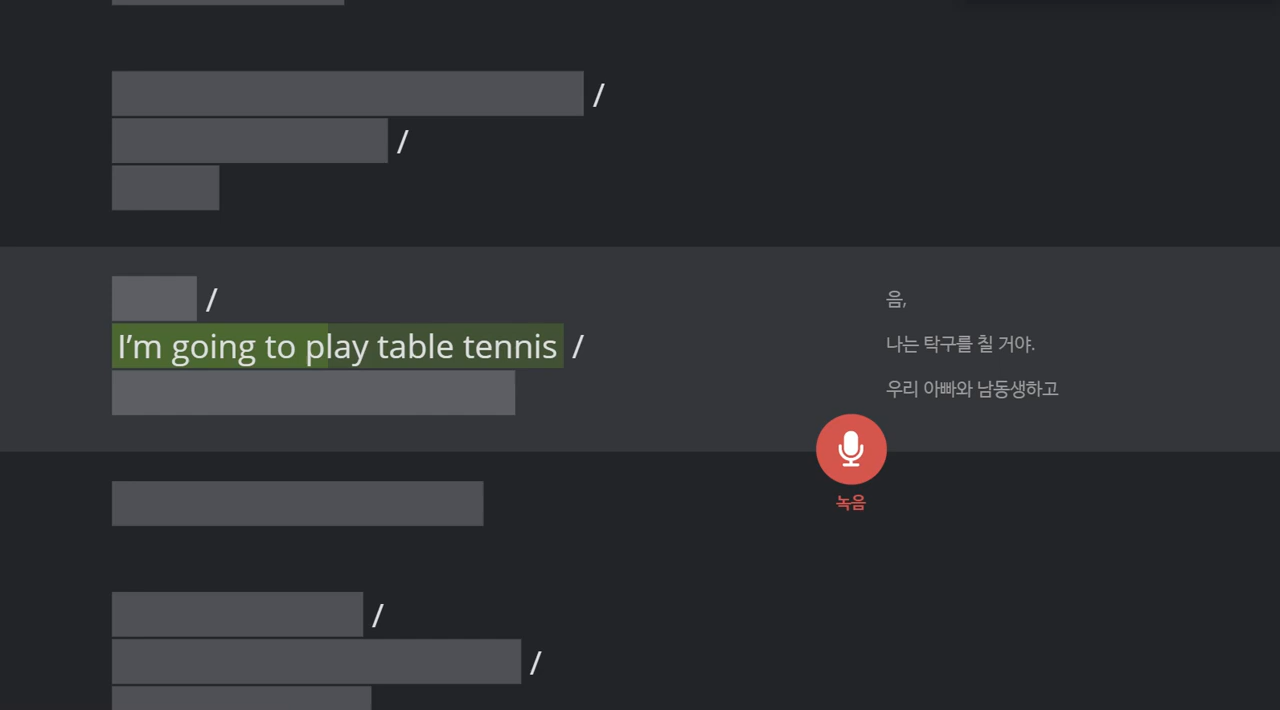 /
/
/
음,
I'm going to play table tennis /
나는 탁구를 칠 거야.
우리 아빠와 남동생하고
녹음
/
/